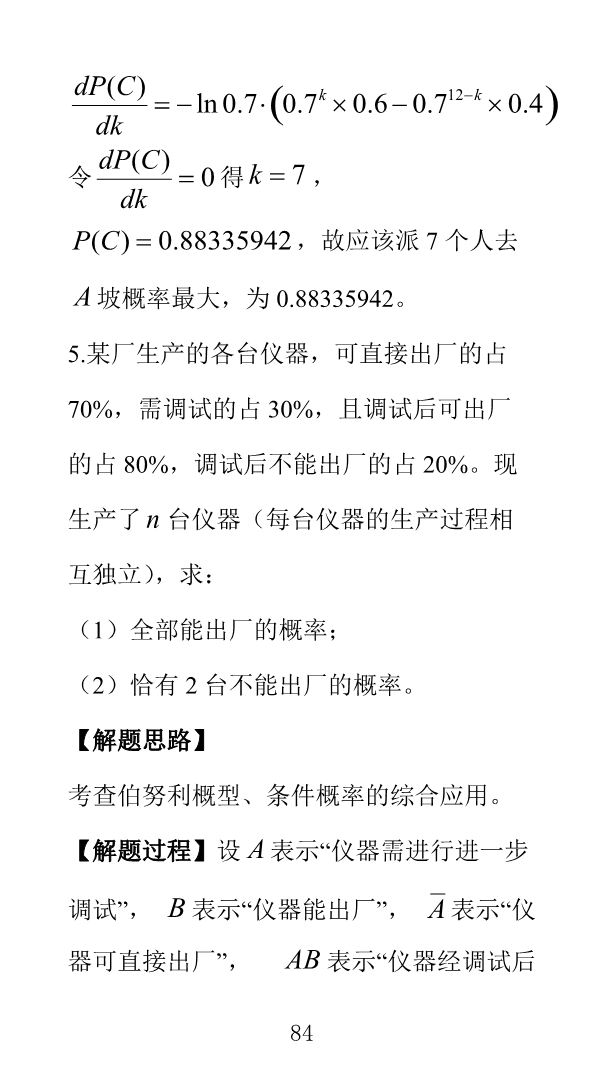 dP(C)/dk = −ln 0.7·(0.7^k × 0.6 − 0.7^{12−k} × 0.4)
令 dP(C)/dk = 0 得 k = 7，
P(C) = 0.88335942，故应该派 7 个人去
A 坡概率最大，为 0.88335942。
5.某厂生产的各台仪器，可直接出厂的占
70%，需调试的占 30%，且调试后可出厂
的占 80%，调试后不能出厂的占 20%。现
生产了 n 台仪器（每台仪器的生产过程相
互独立），求：
（1）全部能出厂的概率；
（2）恰有 2 台不能出厂的概率。
【解题思路】
考查伯努利概型、条件概率的综合应用。
【解题过程】设 A 表示“仪器需进行进一步
调试”， B 表示“仪器能出厂”， A̅ 表示“仪
器可直接出厂”， AB 表示“仪器经调试后
84